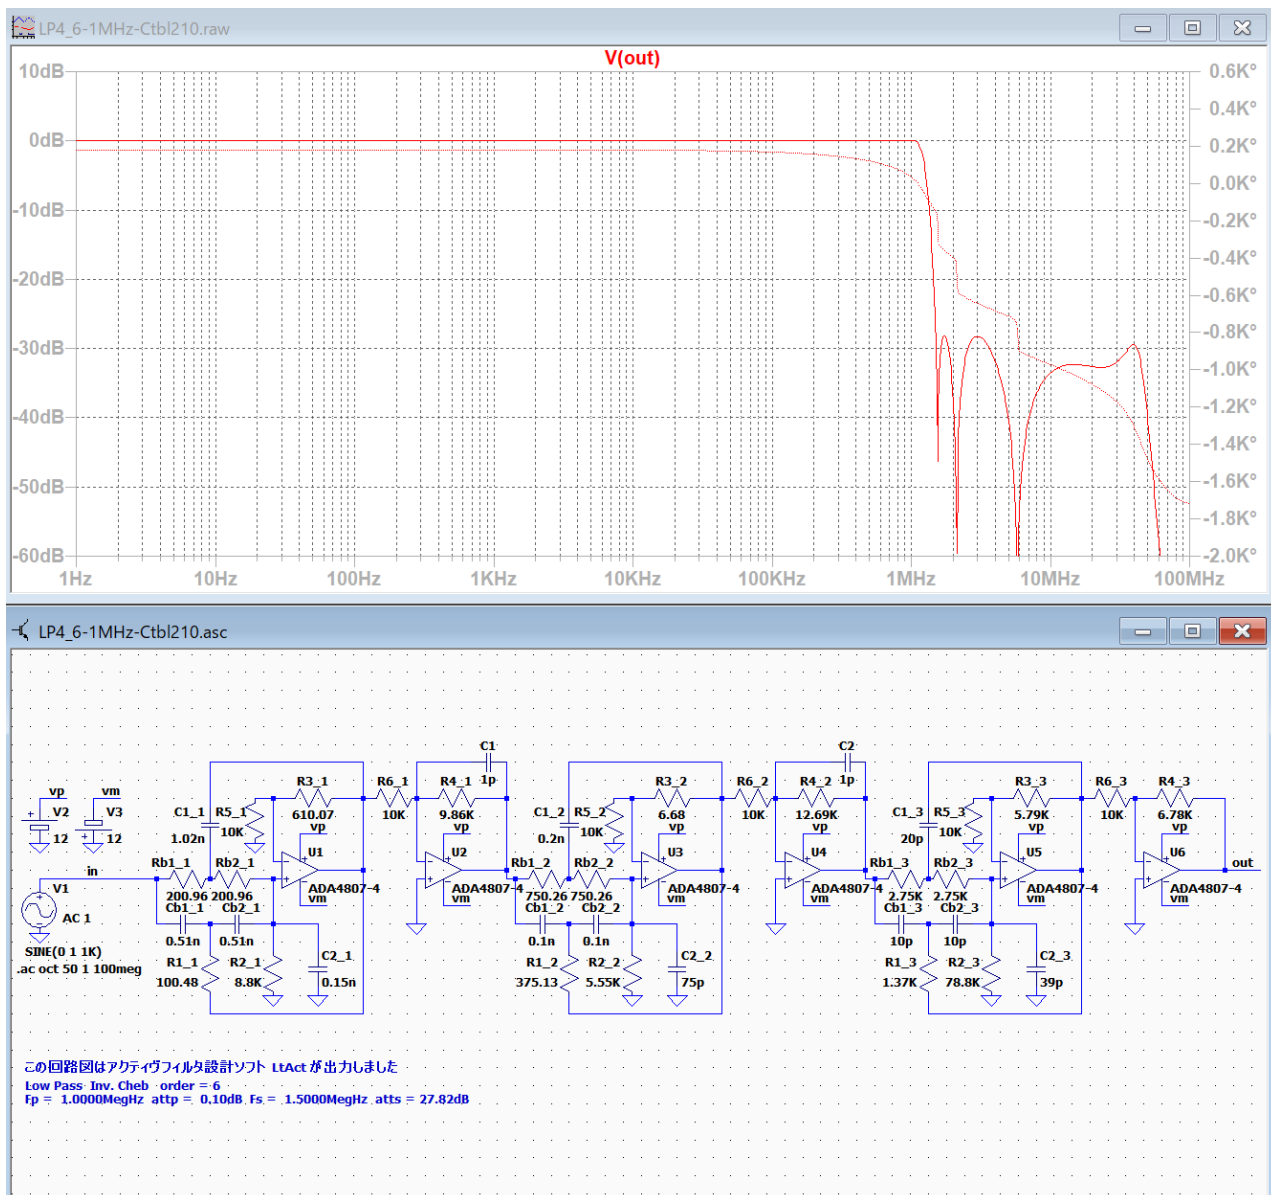 LP4_6-1MHz-Ctbl210.raw
V(out)
10dB 0.6K°
0.4K°
0dB 0.2K°
0.0K°
-10dB -0.2K°
-20dB -0.4K°
-0.6K°
-30dB -0.8K°
-1.0K°
-40dB -1.2K°
-1.4K°
-50dB -1.6K°
-1.8K°
-60dB -2.0K°
1Hz 10Hz 100Hz 1KHz 10KHz 100KHz 1MHz 10MHz 100MHz
LP4_6-1MHz-Ctbl210.asc
C1 C2
1p 1p
R3_1 R6_1 R4_1 R3_2 R6_2 R4_2 R3_3 R6_3 R4_3
vp vm
V2 V3 C1_1 R5_1 610.07 10K 9.86K C1_2 R5_2 6.68 10K 12.69K C1_3 R5_3 5.79K 10K 6.78K
12 12 1.02n 10K vp vp 0.2n 10K vp vp 20p 10K vp vp
Rb1_1 Rb2_1 U1 U2 Rb1_2 Rb2_2 U3 U4 Rb1_3 Rb2_3 U5 U6 out
in
V1 200.96 200.96 ADA4807-4 ADA4807-4 750.26 750.26 ADA4807-4 ADA4807-4 2.75K 2.75K ADA4807-4 ADA4807-4
vm vm vm vm vm vm
AC 1 Cb1_1 Cb2_1 Cb1_2 Cb2_2 Cb1_3 Cb2_3
0.51n 0.51n 0.1n 0.1n 10p 10p
SINE(0 1 1K) R1_1 R2_1 C2_1 R1_2 R2_2 C2_2 R1_3 R2_3 C2_3
.ac oct 50 1 100meg 100.48 8.8K 0.15n 375.13 5.55K 75p 1.37K 78.8K 39p
この回路図はアクティヴフィルタ設計ソフト LtAct が出力しました
Low Pass Inv. Cheb order = 6
Fp = 1.0000MegHz attp = 0.10dB Fs = 1.5000MegHz atts = 27.82dB